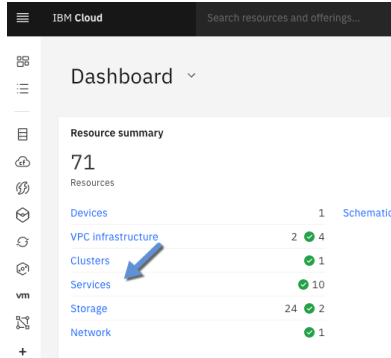 IBM Cloud
Search resources and offerings...
Dashboard
Resource summary
71
Resources
Devices 1 Schematic
VPC infrastructure 2 4
Clusters 1
Services 10
vm
Storage 24 2
Network 1
+